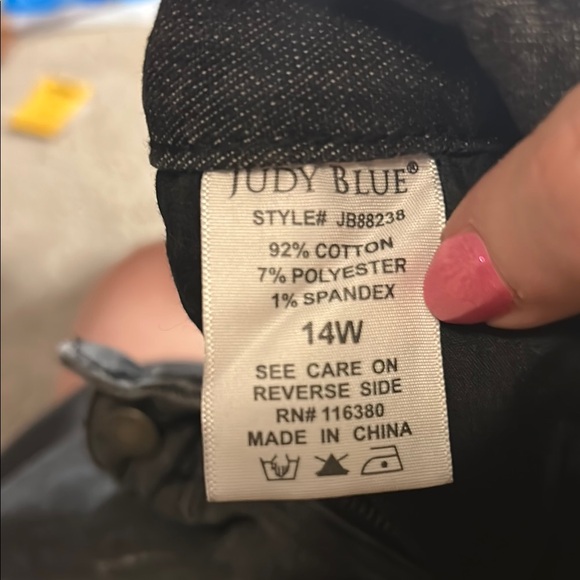 JUDY BLUE®
STYLE# JB88238
92% COTTON
7% POLYESTER
1% SPANDEX
14W
SEE CARE ON
REVERSE SIDE
RN# 116380
MADE IN CHINA